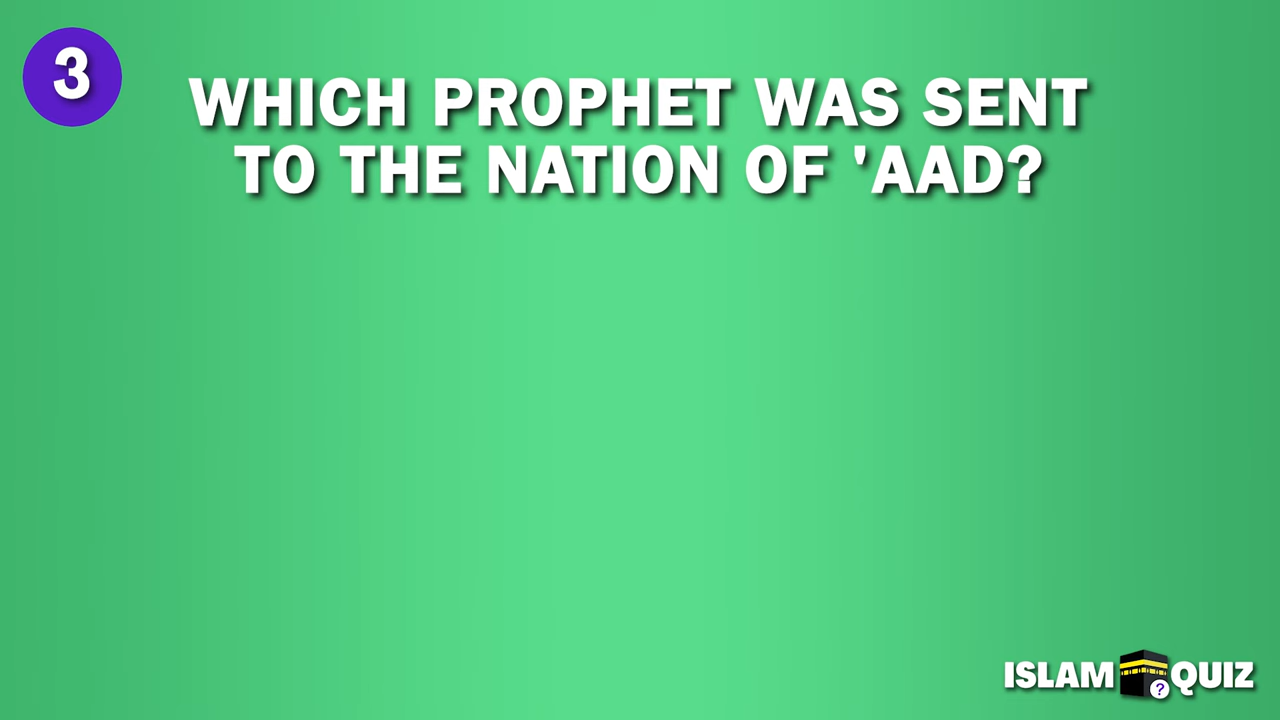 3
WHICH PROPHET WAS SENT
TO THE NATION OF 'AAD?
ISLAM ? QUIZ